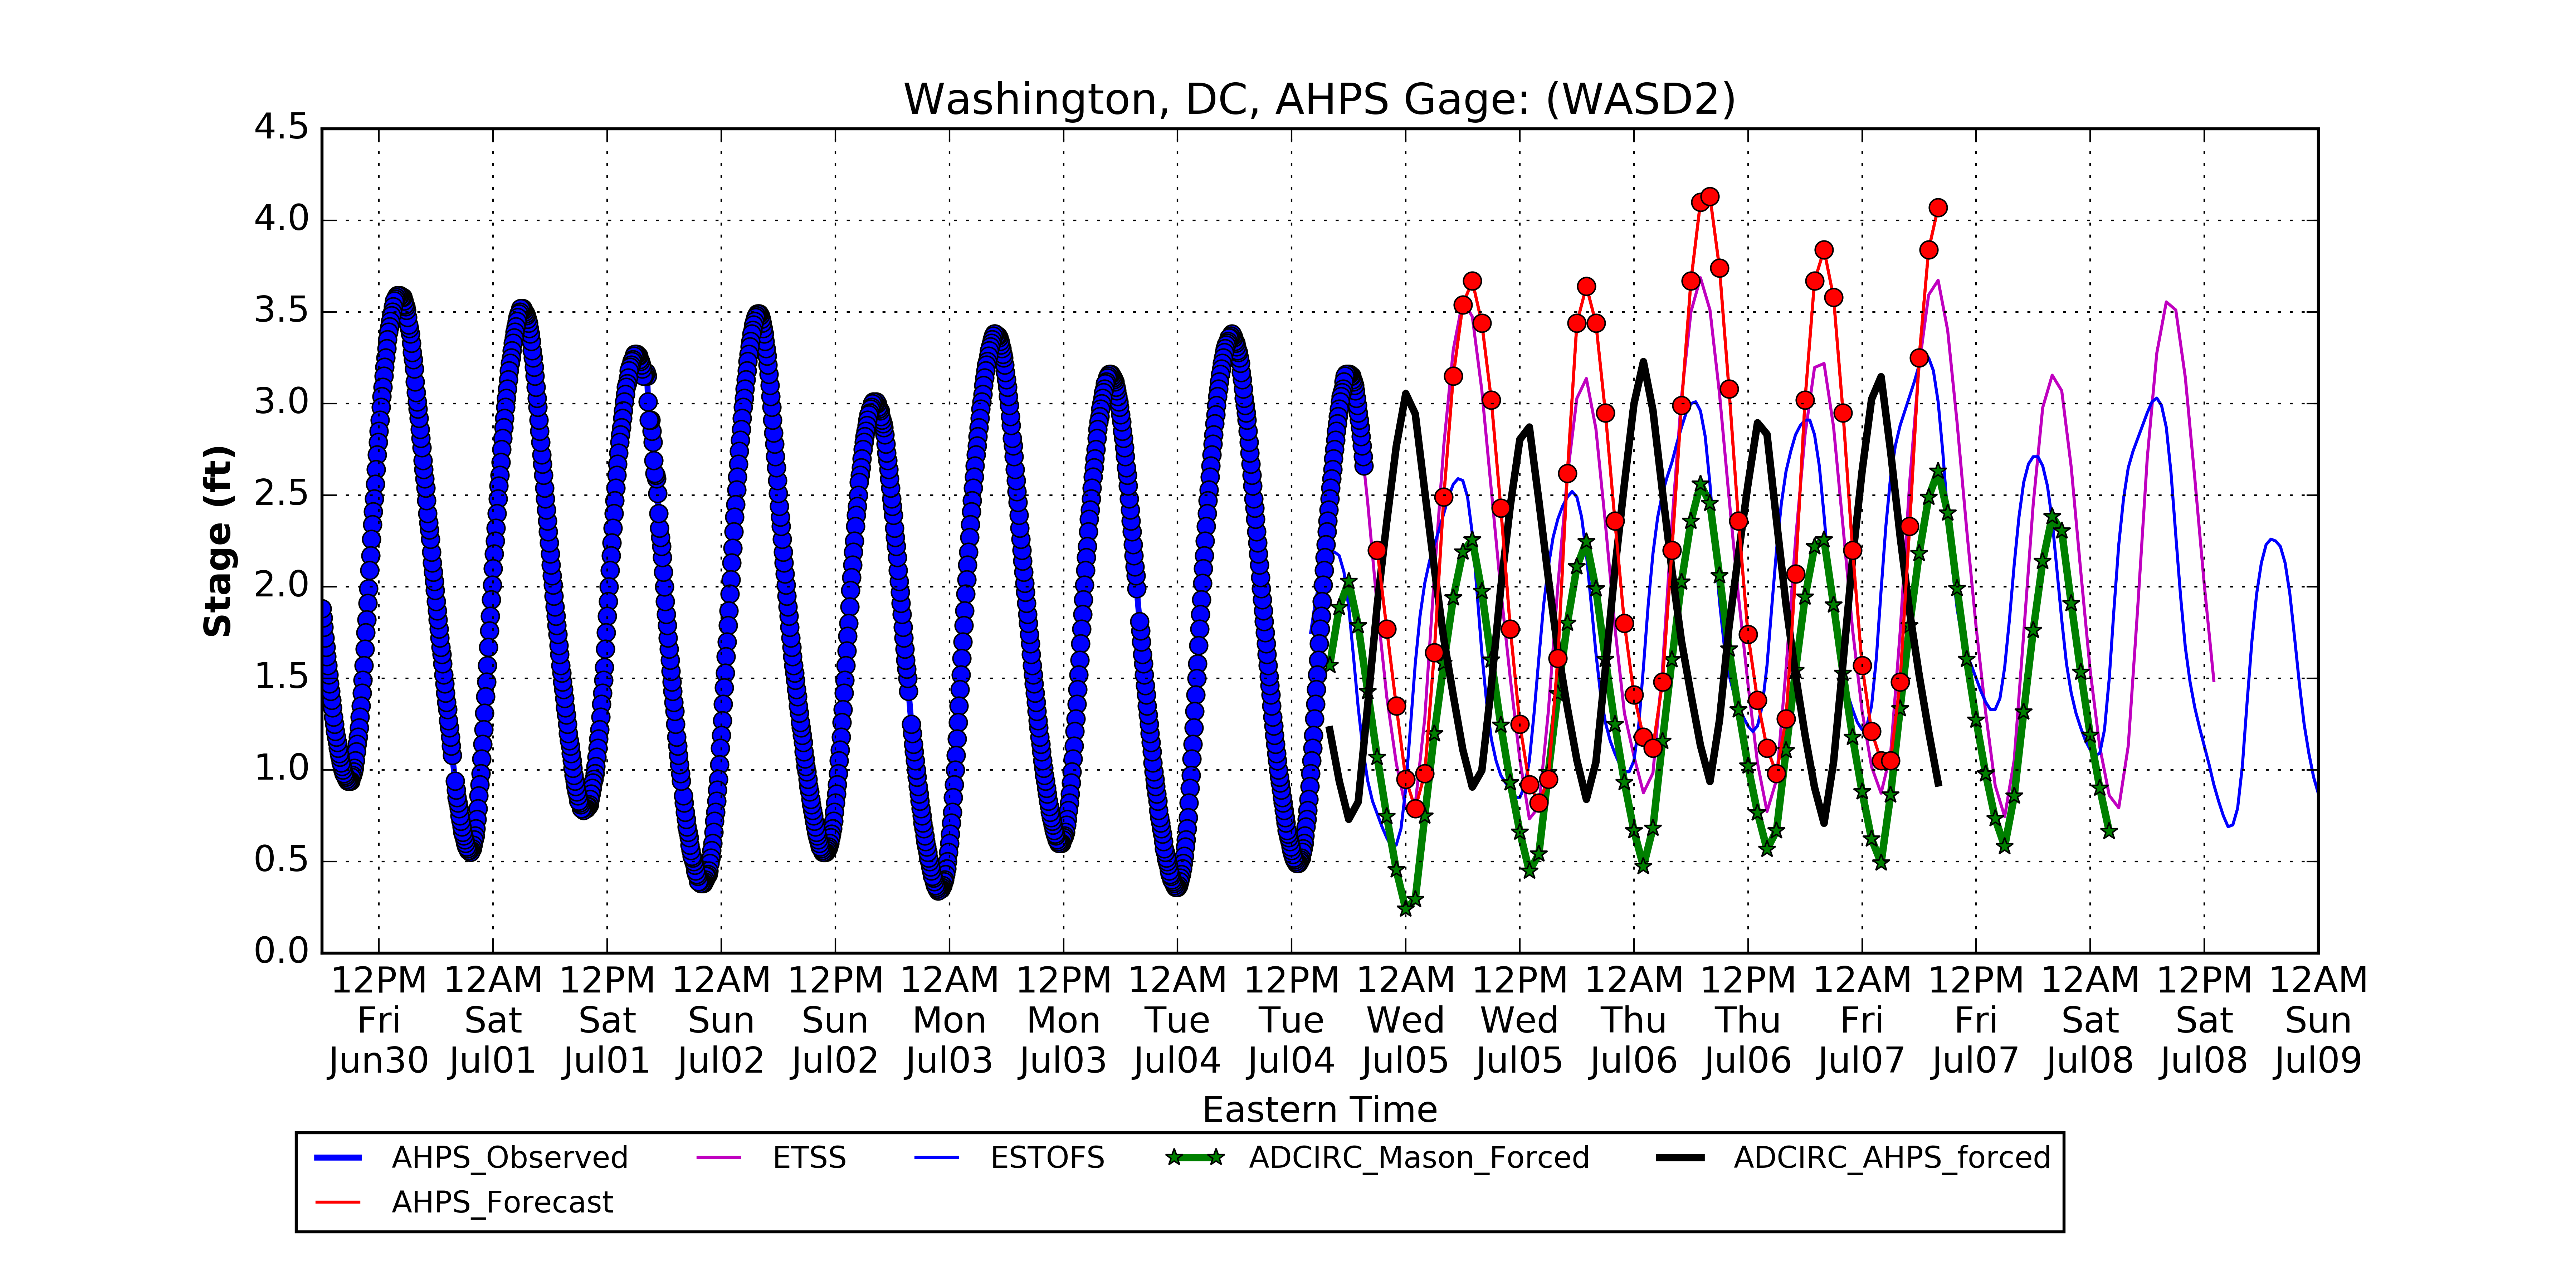 Washington, DC, AHPS Gage: (WASD2)
Stage (ft)
4.5
4.0
3.5
3.0
2.5
2.0
1.5
1.0
0.5
0.0
12PM 12AM 12PM 12AM 12PM 12AM 12PM 12AM 12PM 12AM 12PM 12AM 12PM 12AM 12PM 12AM 12PM 12AM
Fri Sat Sat Sun Sun Mon Mon Tue Tue Wed Wed Thu Thu Fri Fri Sat Sat Sun
Jun30 Jul01 Jul01 Jul02 Jul02 Jul03 Jul03 Jul04 Jul04 Jul05 Jul05 Jul06 Jul06 Jul07 Jul07 Jul08 Jul08 Jul09
Eastern Time
AHPS_Observed ETSS ESTOFS ADCIRC_Mason_Forced ADCIRC_AHPS_forced
AHPS_Forecast